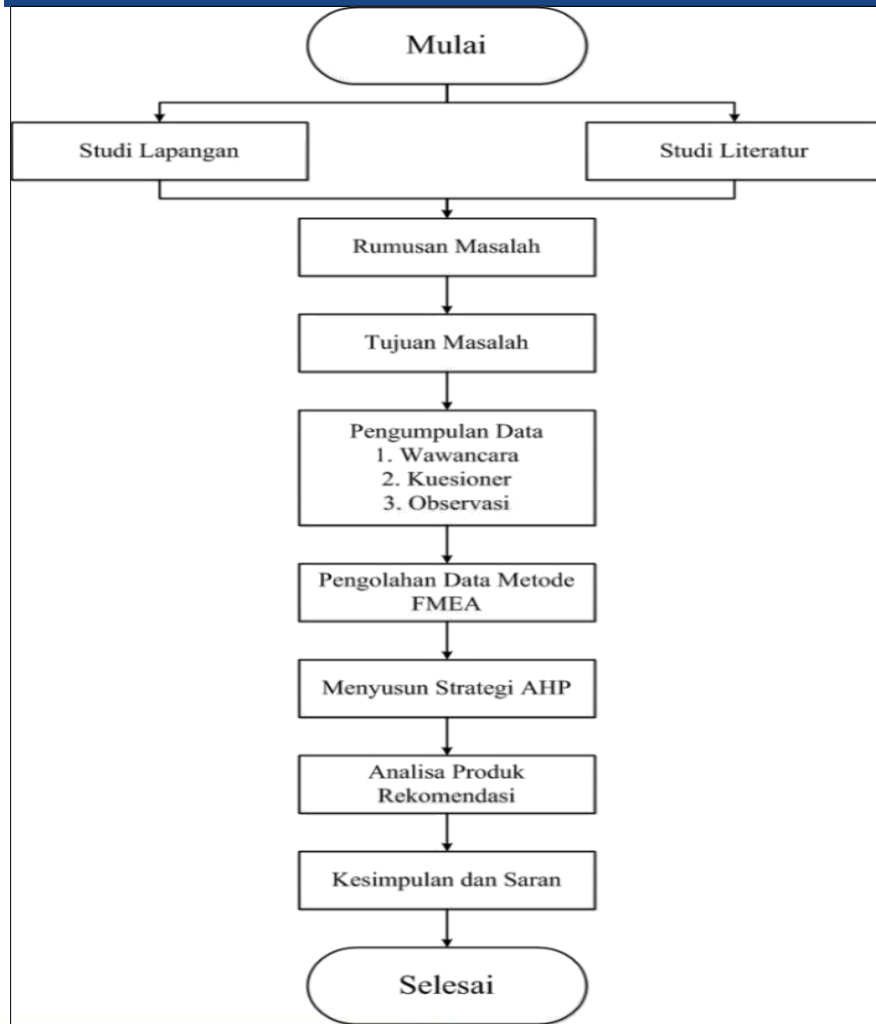 Mulai
Studi Lapangan
Studi Literatur
Rumusan Masalah
Tujuan Masalah
Pengumpulan Data
1. Wawancara
2. Kuesioner
3. Observasi
Pengolahan Data Metode
FMEA
Menyusun Strategi AHP
Analisa Produk
Rekomendasi
Kesimpulan dan Saran
Selesai